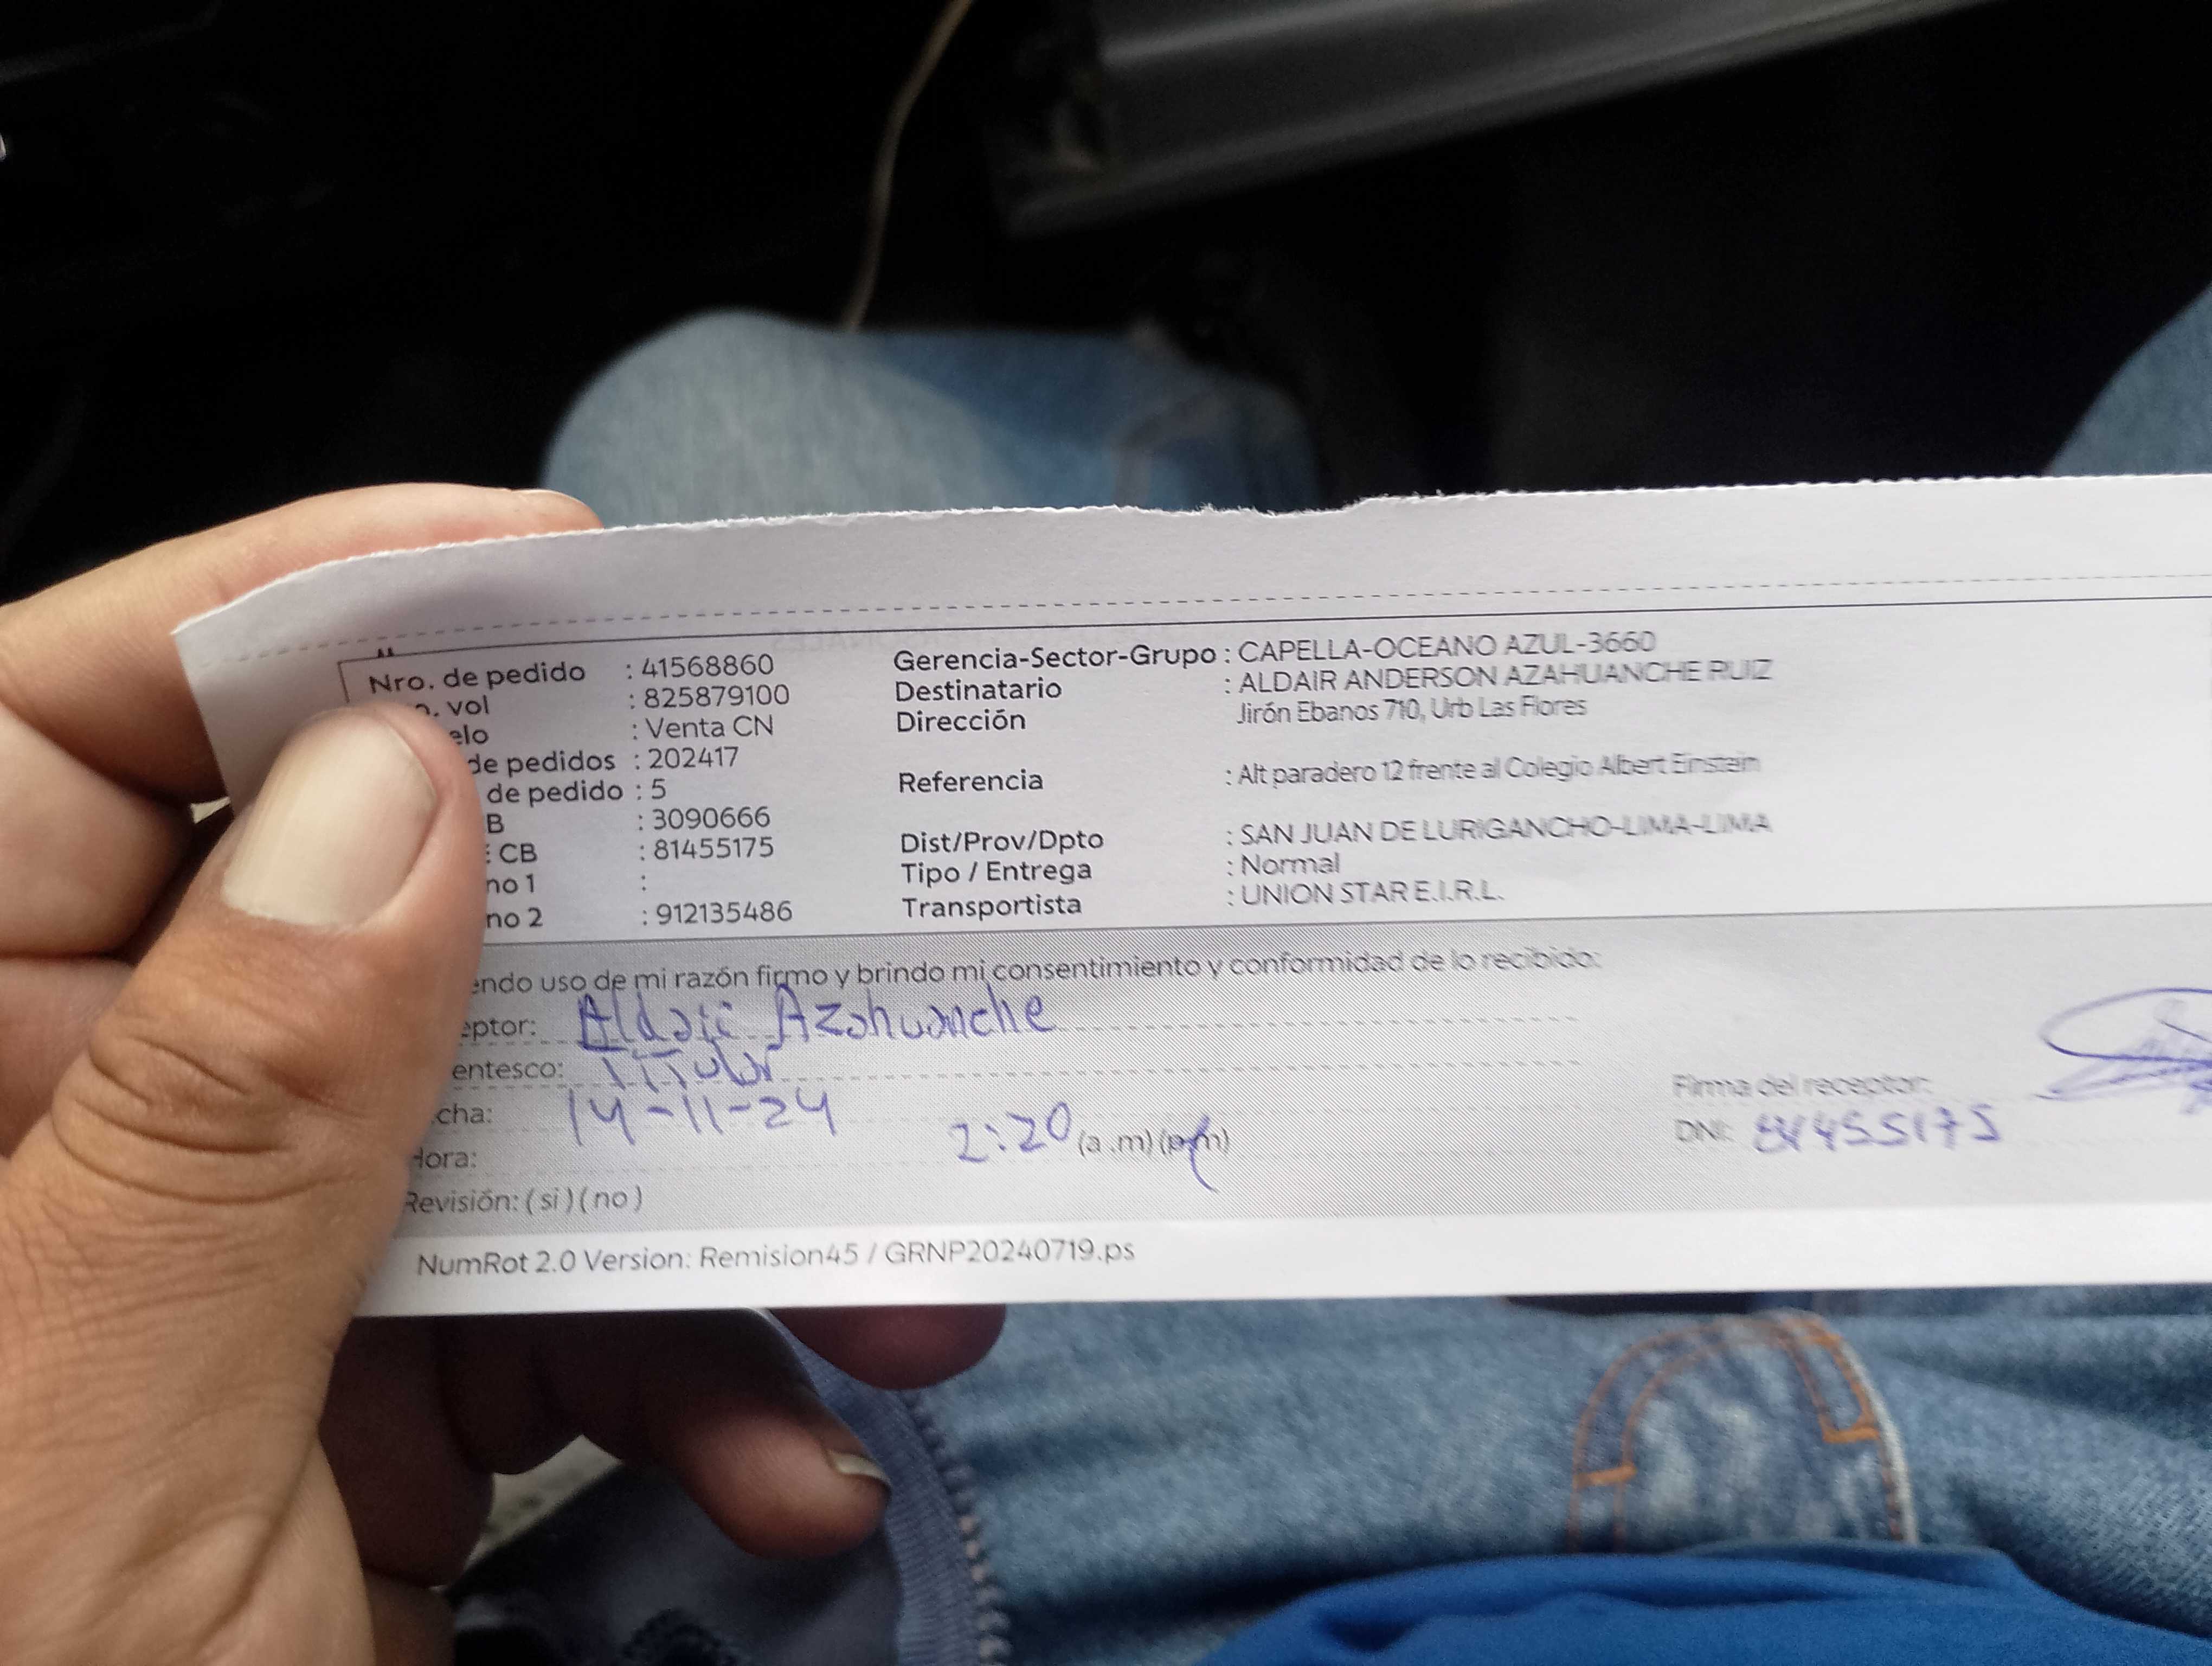 Nro. de pedido : 41568860 Gerencia-Sector-Grupo : CAPELLA-OCEANO AZUL-3660
vol : 825879100 Destinatario : ALDAIR ANDERSON AZAHUANCHE RUIZ
elo : Venta CN Dirección Jirón Ebanos 710, Urb Las Flores
de pedidos : 202417
de pedido : 5 Referencia : Alt paradero 12 frente al Colegio Albert Einstein
B : 3090666
CB : 81455175 Dist/Prov/Dpto : SAN JUAN DE LURIGANCHO-LIMA-LIMA
no 1 : Tipo / Entrega : Normal
no 2 : 912135486 Transportista : UNION STAR E.I.R.L.
endo uso de mi razón firmo y brindo mi consentimiento y conformidad de lo recibido:
eptor: Aldair Azahuanche
entesco: Titular
cha: 14-11-24 Firma del receptor:
Hora: 2:20 (a .m) (p.m) DNI: 81455175
Revisión: ( si ) ( no )
NumRot 2.0 Version: Remision45 / GRNP20240719.ps